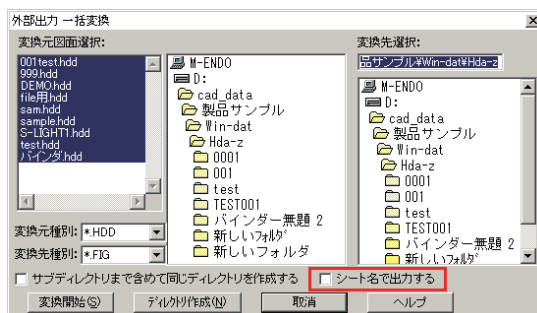 外部出力 一括変換
変換元図面選択:
001test.hdd
999.hdd
DEMO.hdd
file用.hdd
sam.hdd
sample.hdd
S-LIGHT1.hdd
test.hdd
バインダ.hdd
変換元種別: *.HDD
変換先種別: *.FIG
M-ENDO
D:
cad_data
製品サンプル
Win-dat
Hda-z
0001
001
test
TEST001
バインダー無題 2
新しいフォルダ
新しいフォルダ
変換先選択:
品サンプル¥Win-dat¥Hda-z
M-ENDO
D:
cad_data
製品サンプル
Win-dat
Hda-z
0001
001
test
TEST001
バインダー無題 2
新しいフォルダ
サブディレクトリまで含めて同じディレクトリを作成する
シート名で出力する
変換開始(S)
ディレクトリ作成(N)
取消
ヘルプ